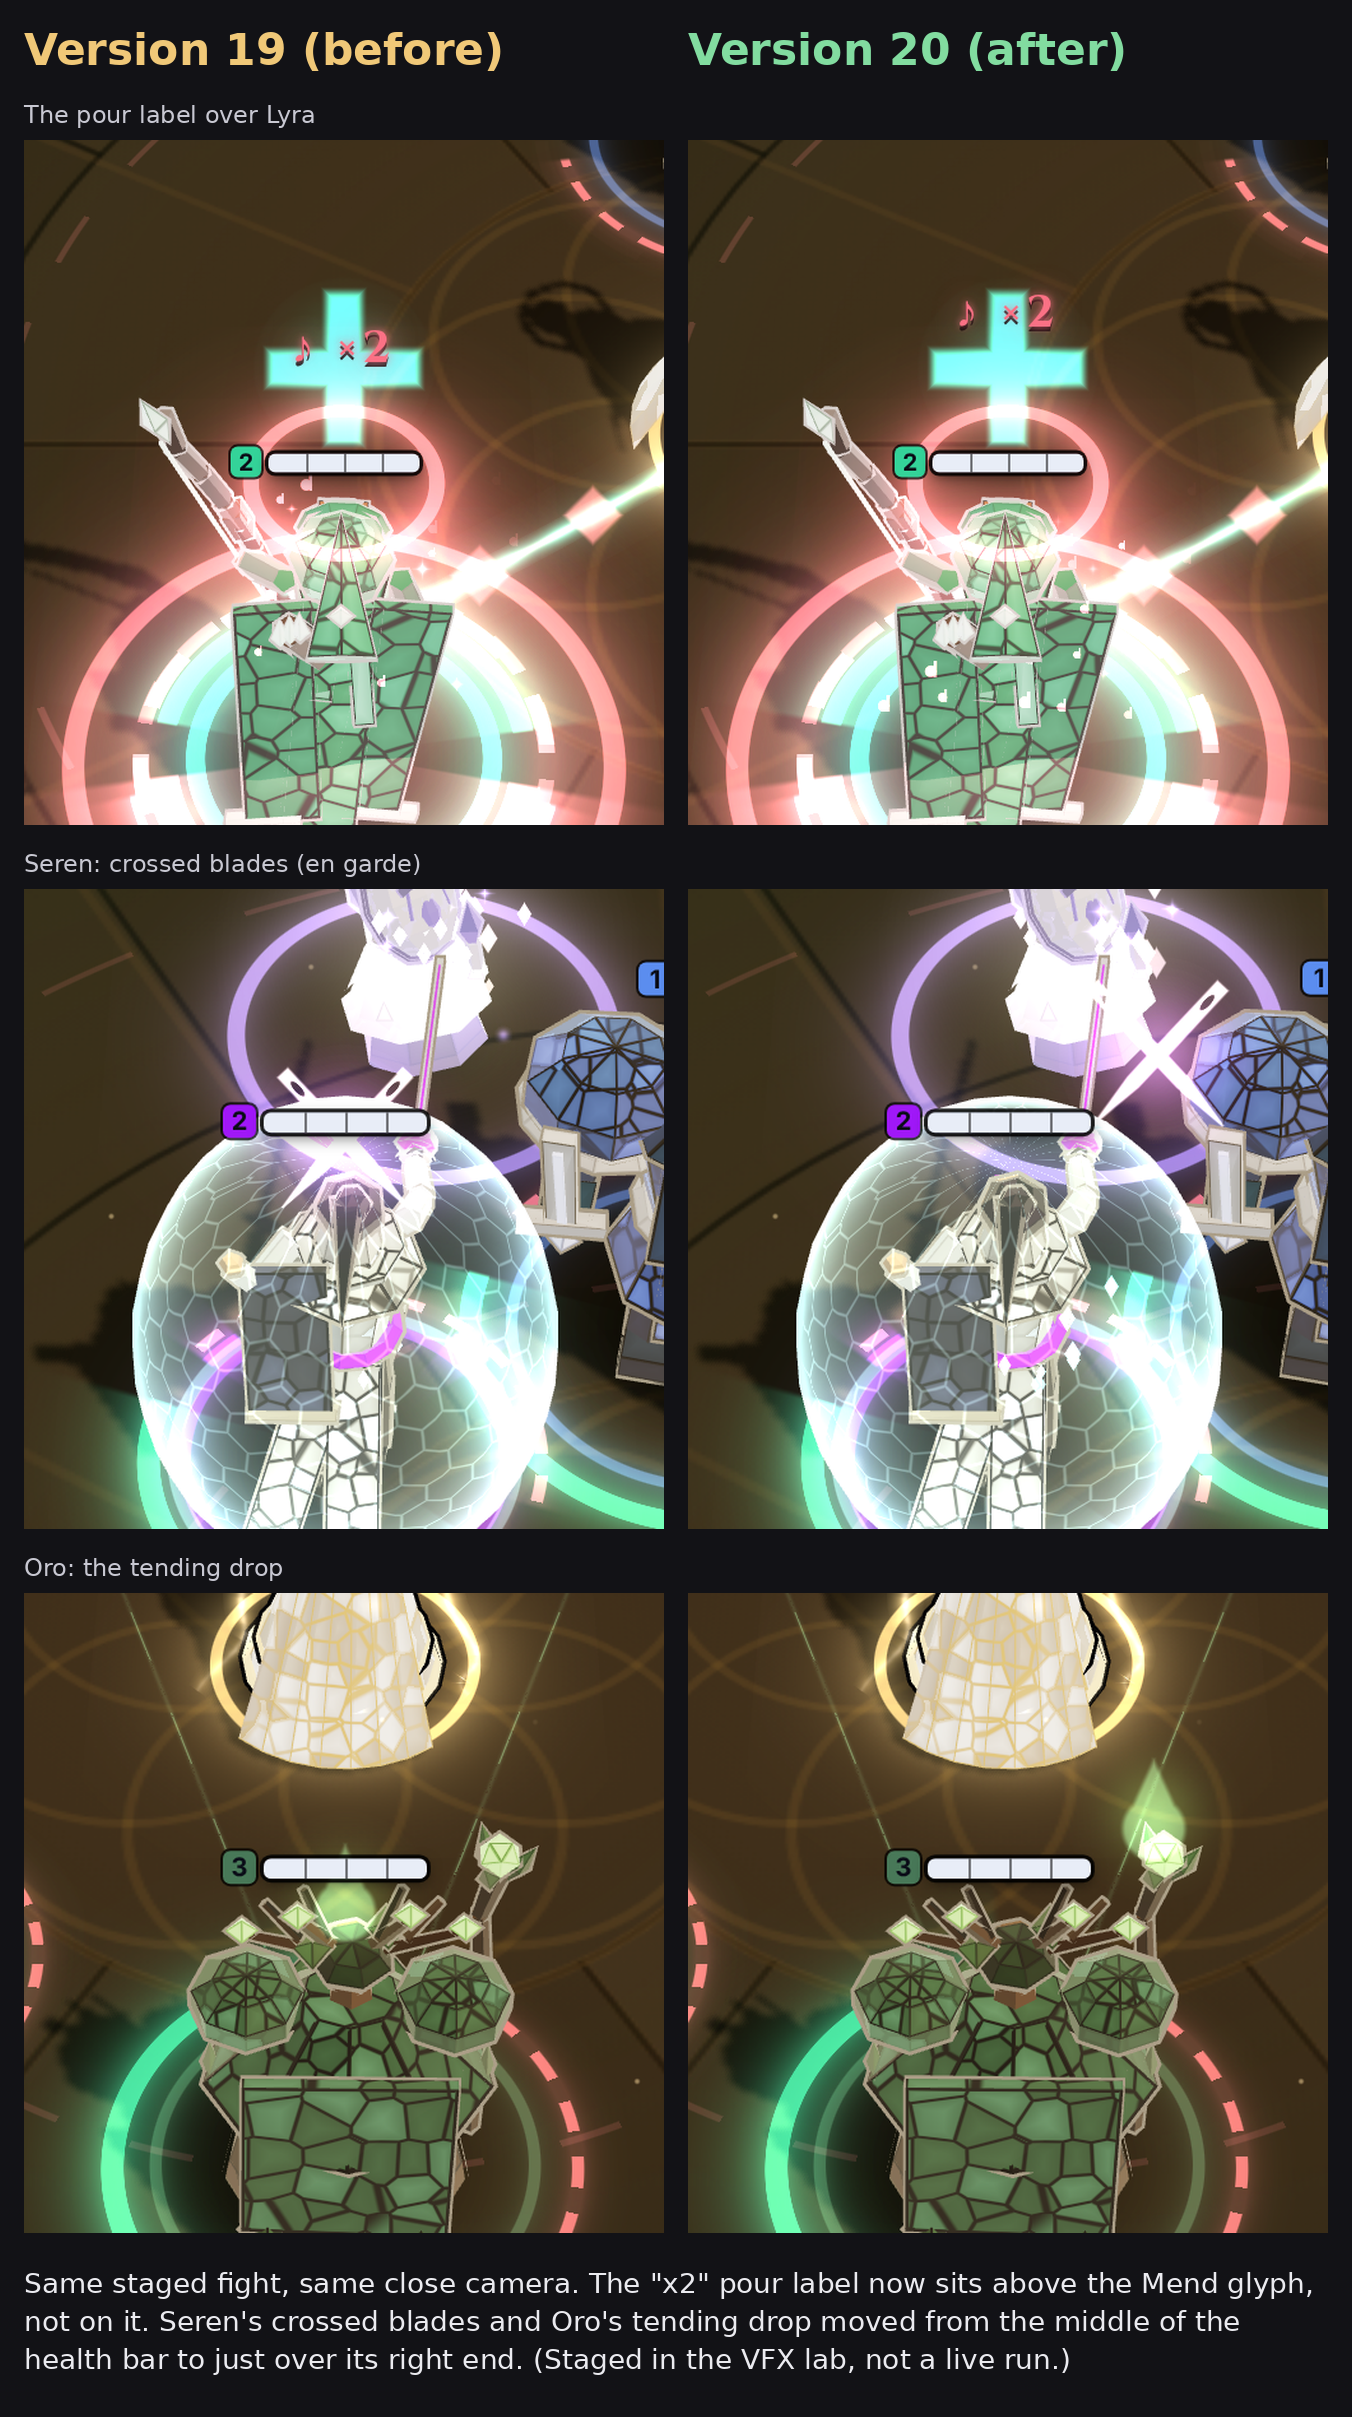 Version 19 (before)
Version 20 (after)
The pour label over Lyra
♪ ×2
♪ ×2
2
2
Seren: crossed blades (en garde)
1
1
2
2
Oro: the tending drop
3
3
Same staged fight, same close camera. The "x2" pour label now sits above the Mend glyph,
not on it. Seren's crossed blades and Oro's tending drop moved from the middle of the
health bar to just over its right end. (Staged in the VFX lab, not a live run.)